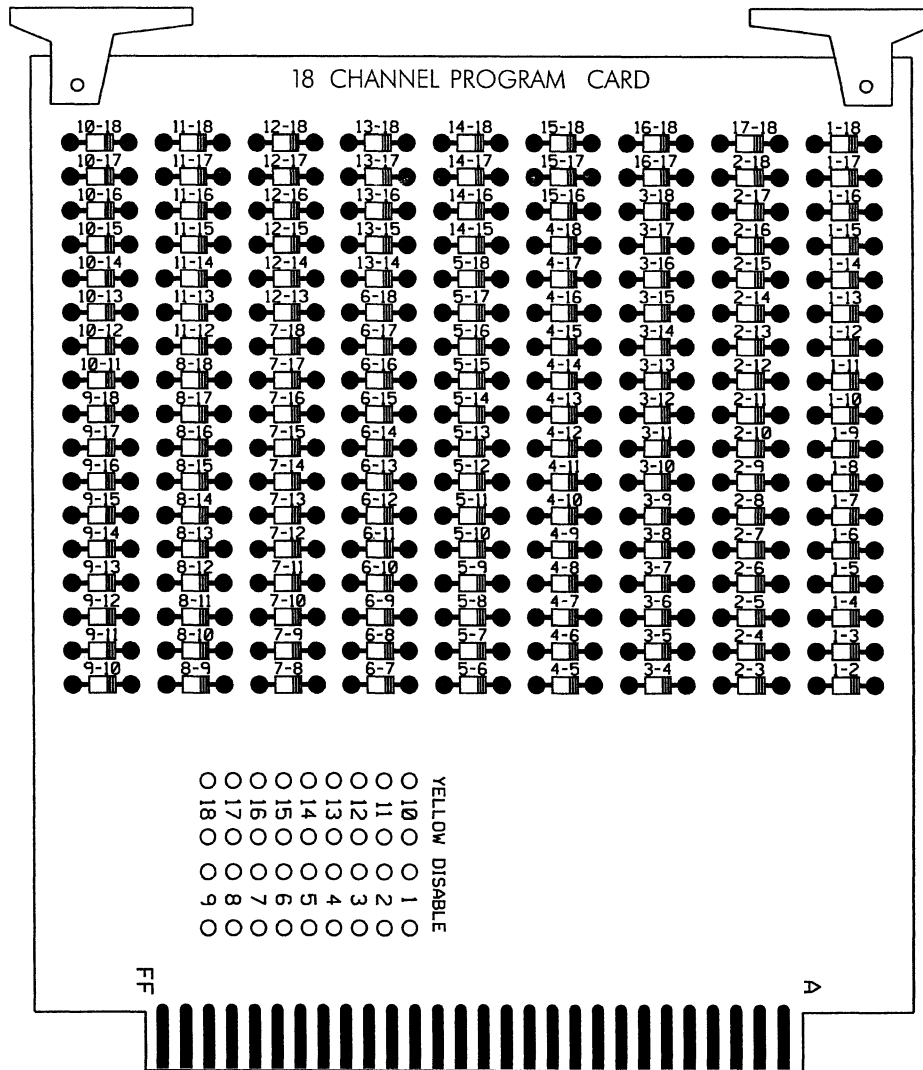 18 CHANNEL PROGRAM CARD
10-18 11-18 12-18 13-18 14-18 15-18 16-18 17-18 1-18
10-17 11-17 12-17 13-17 14-17 15-17 16-17 2-18 1-17
10-16 11-16 12-16 13-16 14-16 15-16 3-18 2-17 1-16
10-15 11-15 12-15 13-15 14-15 4-18 3-17 2-16 1-15
10-14 11-14 12-14 13-14 5-18 4-17 3-16 2-15 1-14
10-13 11-13 12-13 6-18 5-17 4-16 3-15 2-14 1-13
10-12 11-12 7-18 6-17 5-16 4-15 3-14 2-13 1-12
10-11 8-18 7-17 6-16 5-15 4-14 3-13 2-12 1-11
9-18 8-17 7-16 6-15 5-14 4-13 3-12 2-11 1-10
9-17 8-16 7-15 6-14 5-13 4-12 3-11 2-10 1-9
9-16 8-15 7-14 6-13 5-12 4-11 3-10 2-9 1-8
9-15 8-14 7-13 6-12 5-11 4-10 3-9 2-8 1-7
9-14 8-13 7-12 6-11 5-10 4-9 3-8 2-7 1-6
9-13 8-12 7-11 6-10 5-9 4-8 3-7 2-6 1-5
9-12 8-11 7-10 6-9 5-8 4-7 3-6 2-5 1-4
9-11 8-10 7-9 6-8 5-7 4-6 3-5 2-4 1-3
9-10 8-9 7-8 6-7 5-6 4-5 3-4 2-3 1-2
YELLOW DISABLE
18 17 16 15 14 13 12 11 10
9 8 7 6 5 4 3 2 1
FF A